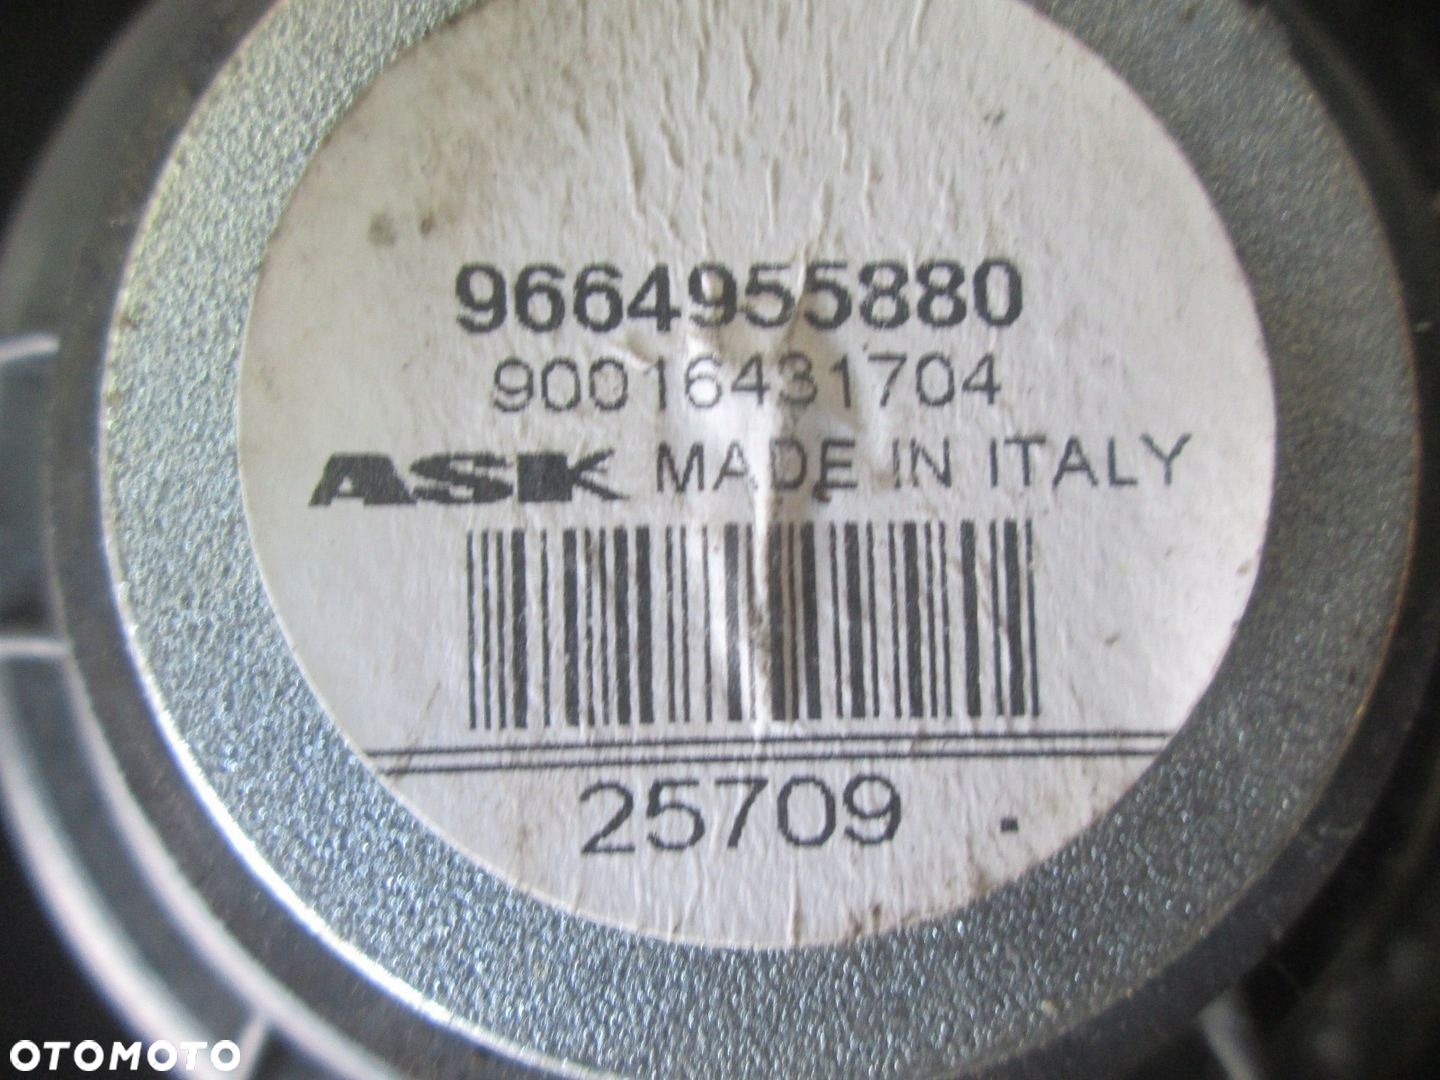 9664955880
90016431704
ASK MADE IN ITALY
25709 -
OTOMOTO